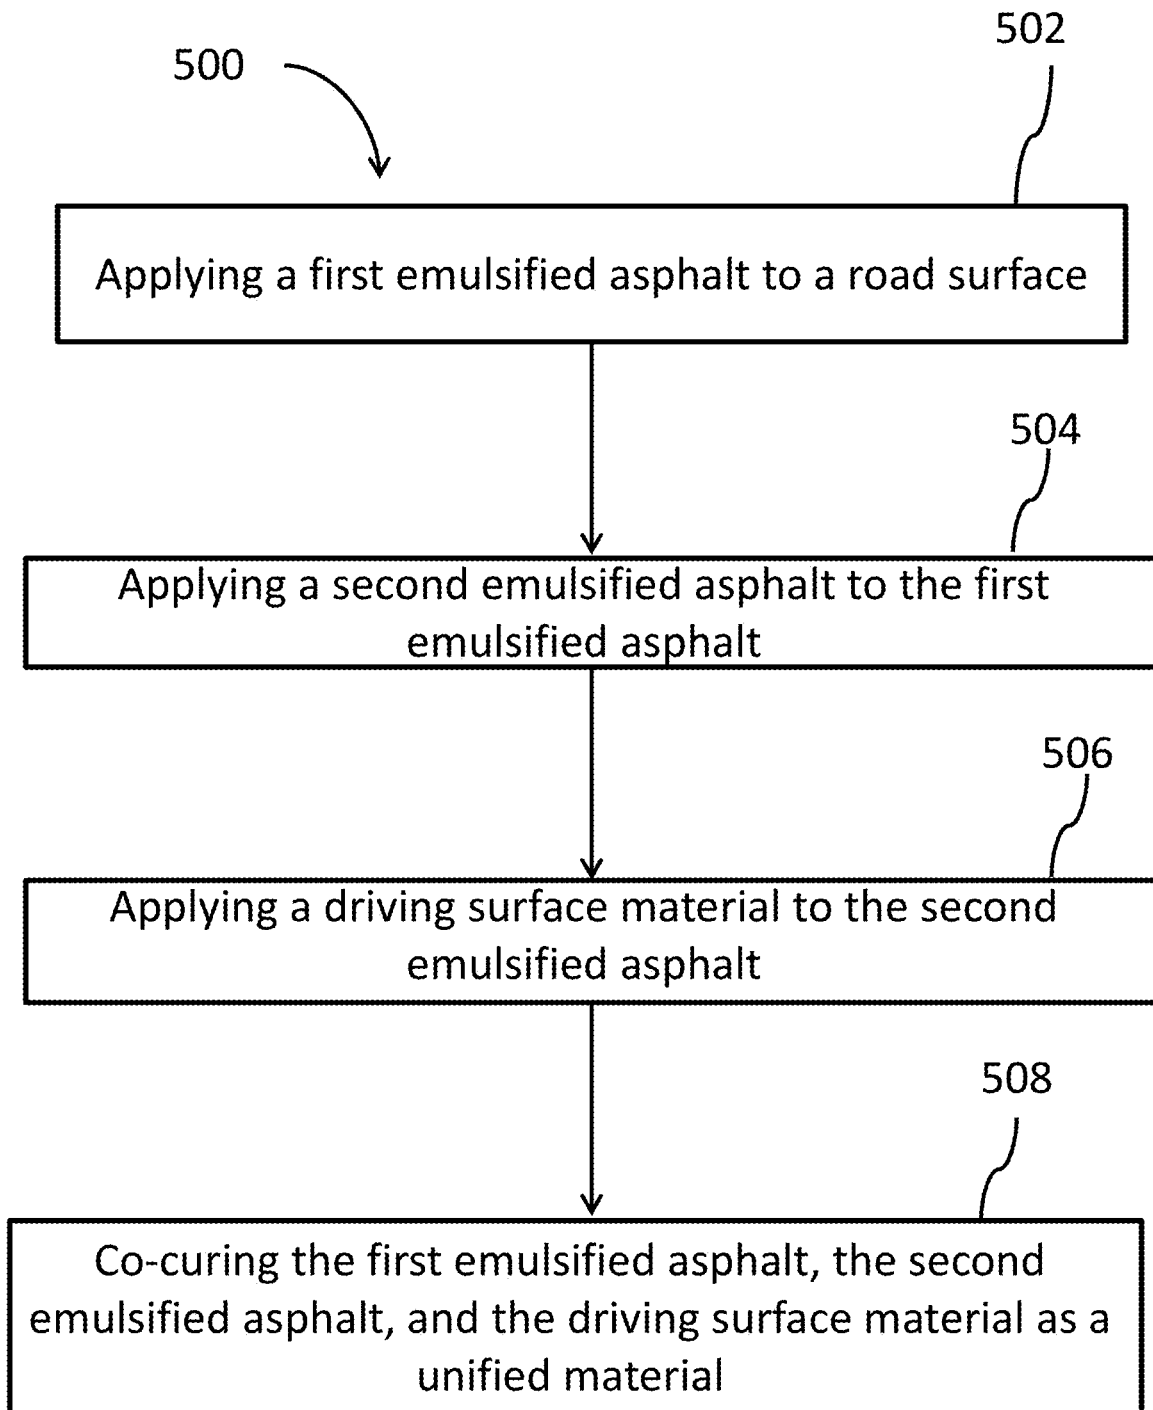 502
500
Applying a first emulsified asphalt to a road surface
504
Applying a second emulsified asphalt to the first
emulsified asphalt
506
Applying a driving surface material to the second
emulsified asphalt
508
Co-curing the first emulsified asphalt, the second
emulsified asphalt, and the driving surface material as a
unified material